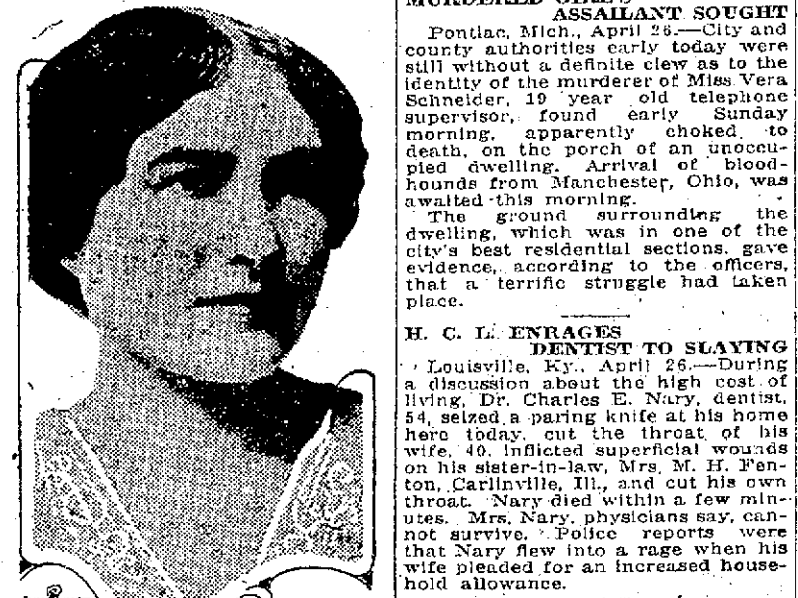 ASSAILANT SOUGHT
Pontiac, Mich., April 26.—City and
county authorities early today were
still without a definite clew as to the
identity of the murderer of Miss Vera
Schneider, 19 year old telephone
supervisor, found early Sunday
morning, apparently choked to
death, on the porch of an unoccu-
pied dwelling. Arrival of blood-
hounds from Manchester, Ohio, was
awaited this morning.
The ground surrounding the
dwelling, which was in one of the
city's best residential sections, gave
evidence, according to the officers,
that a terrific struggle had taken
place.
H. C. L. ENRAGES
DENTIST TO SLAYING
Louisville, Ky., April 26.—During
a discussion about the high cost of
living, Dr. Charles E. Nary, dentist,
54, seized a paring knife at his home
here today, cut the throat of his
wife, 40, inflicted superficial wounds
on his sister-in-law, Mrs. M. H. Fen-
ton, Carlinville, Ill., and cut his own
throat. Nary died within a few min-
utes. Mrs. Nary, physicians say, can-
not survive. Police reports were
that Nary flew into a rage when his
wife pleaded for an increased house-
hold allowance.